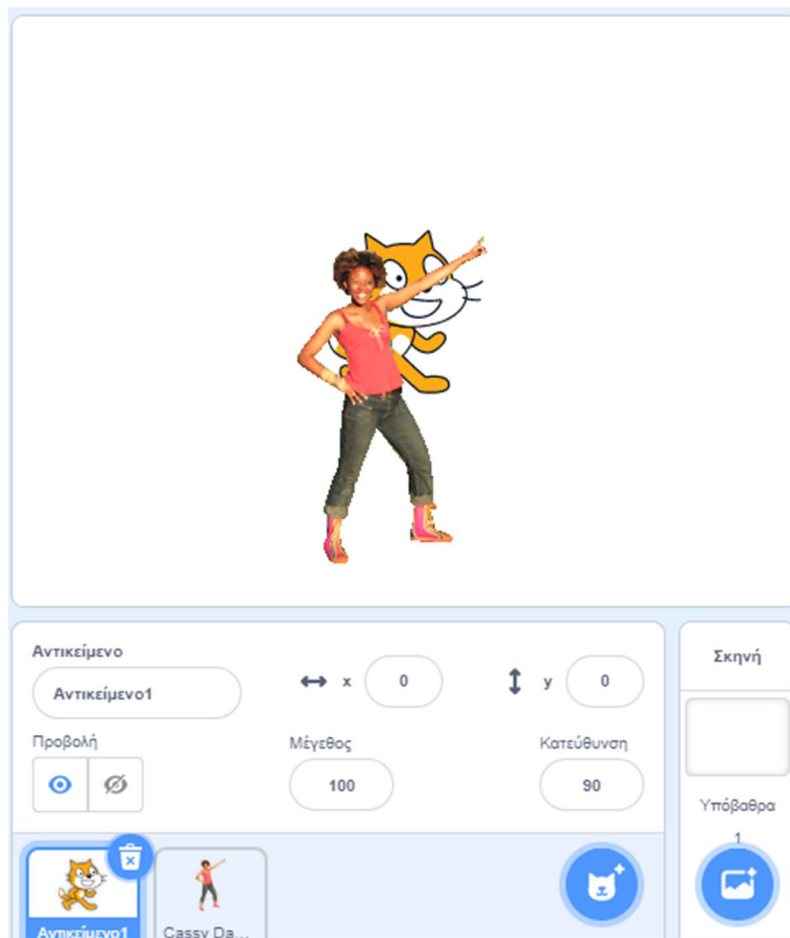 Αντικείμενο
Αντικείμενο1
x 0
y 0
Προβολή
Μέγεθος
Κατεύθυνση
100
90
Σκηνή
Υπόβαθρα
1
Αντικείμενο1
Cassy Da...